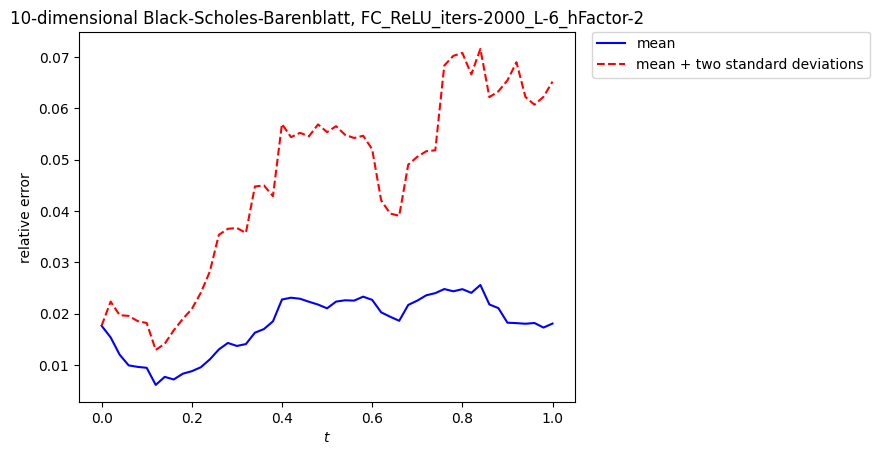 10-dimensional Black-Scholes-Barenblatt, FC_ReLU_iters-2000_L-6_hFactor-2
mean
mean + two standard deviations
relative error
0.07
0.06
0.05
0.04
0.03
0.02
0.01
0.0 0.2 0.4 0.6 0.8 1.0
t